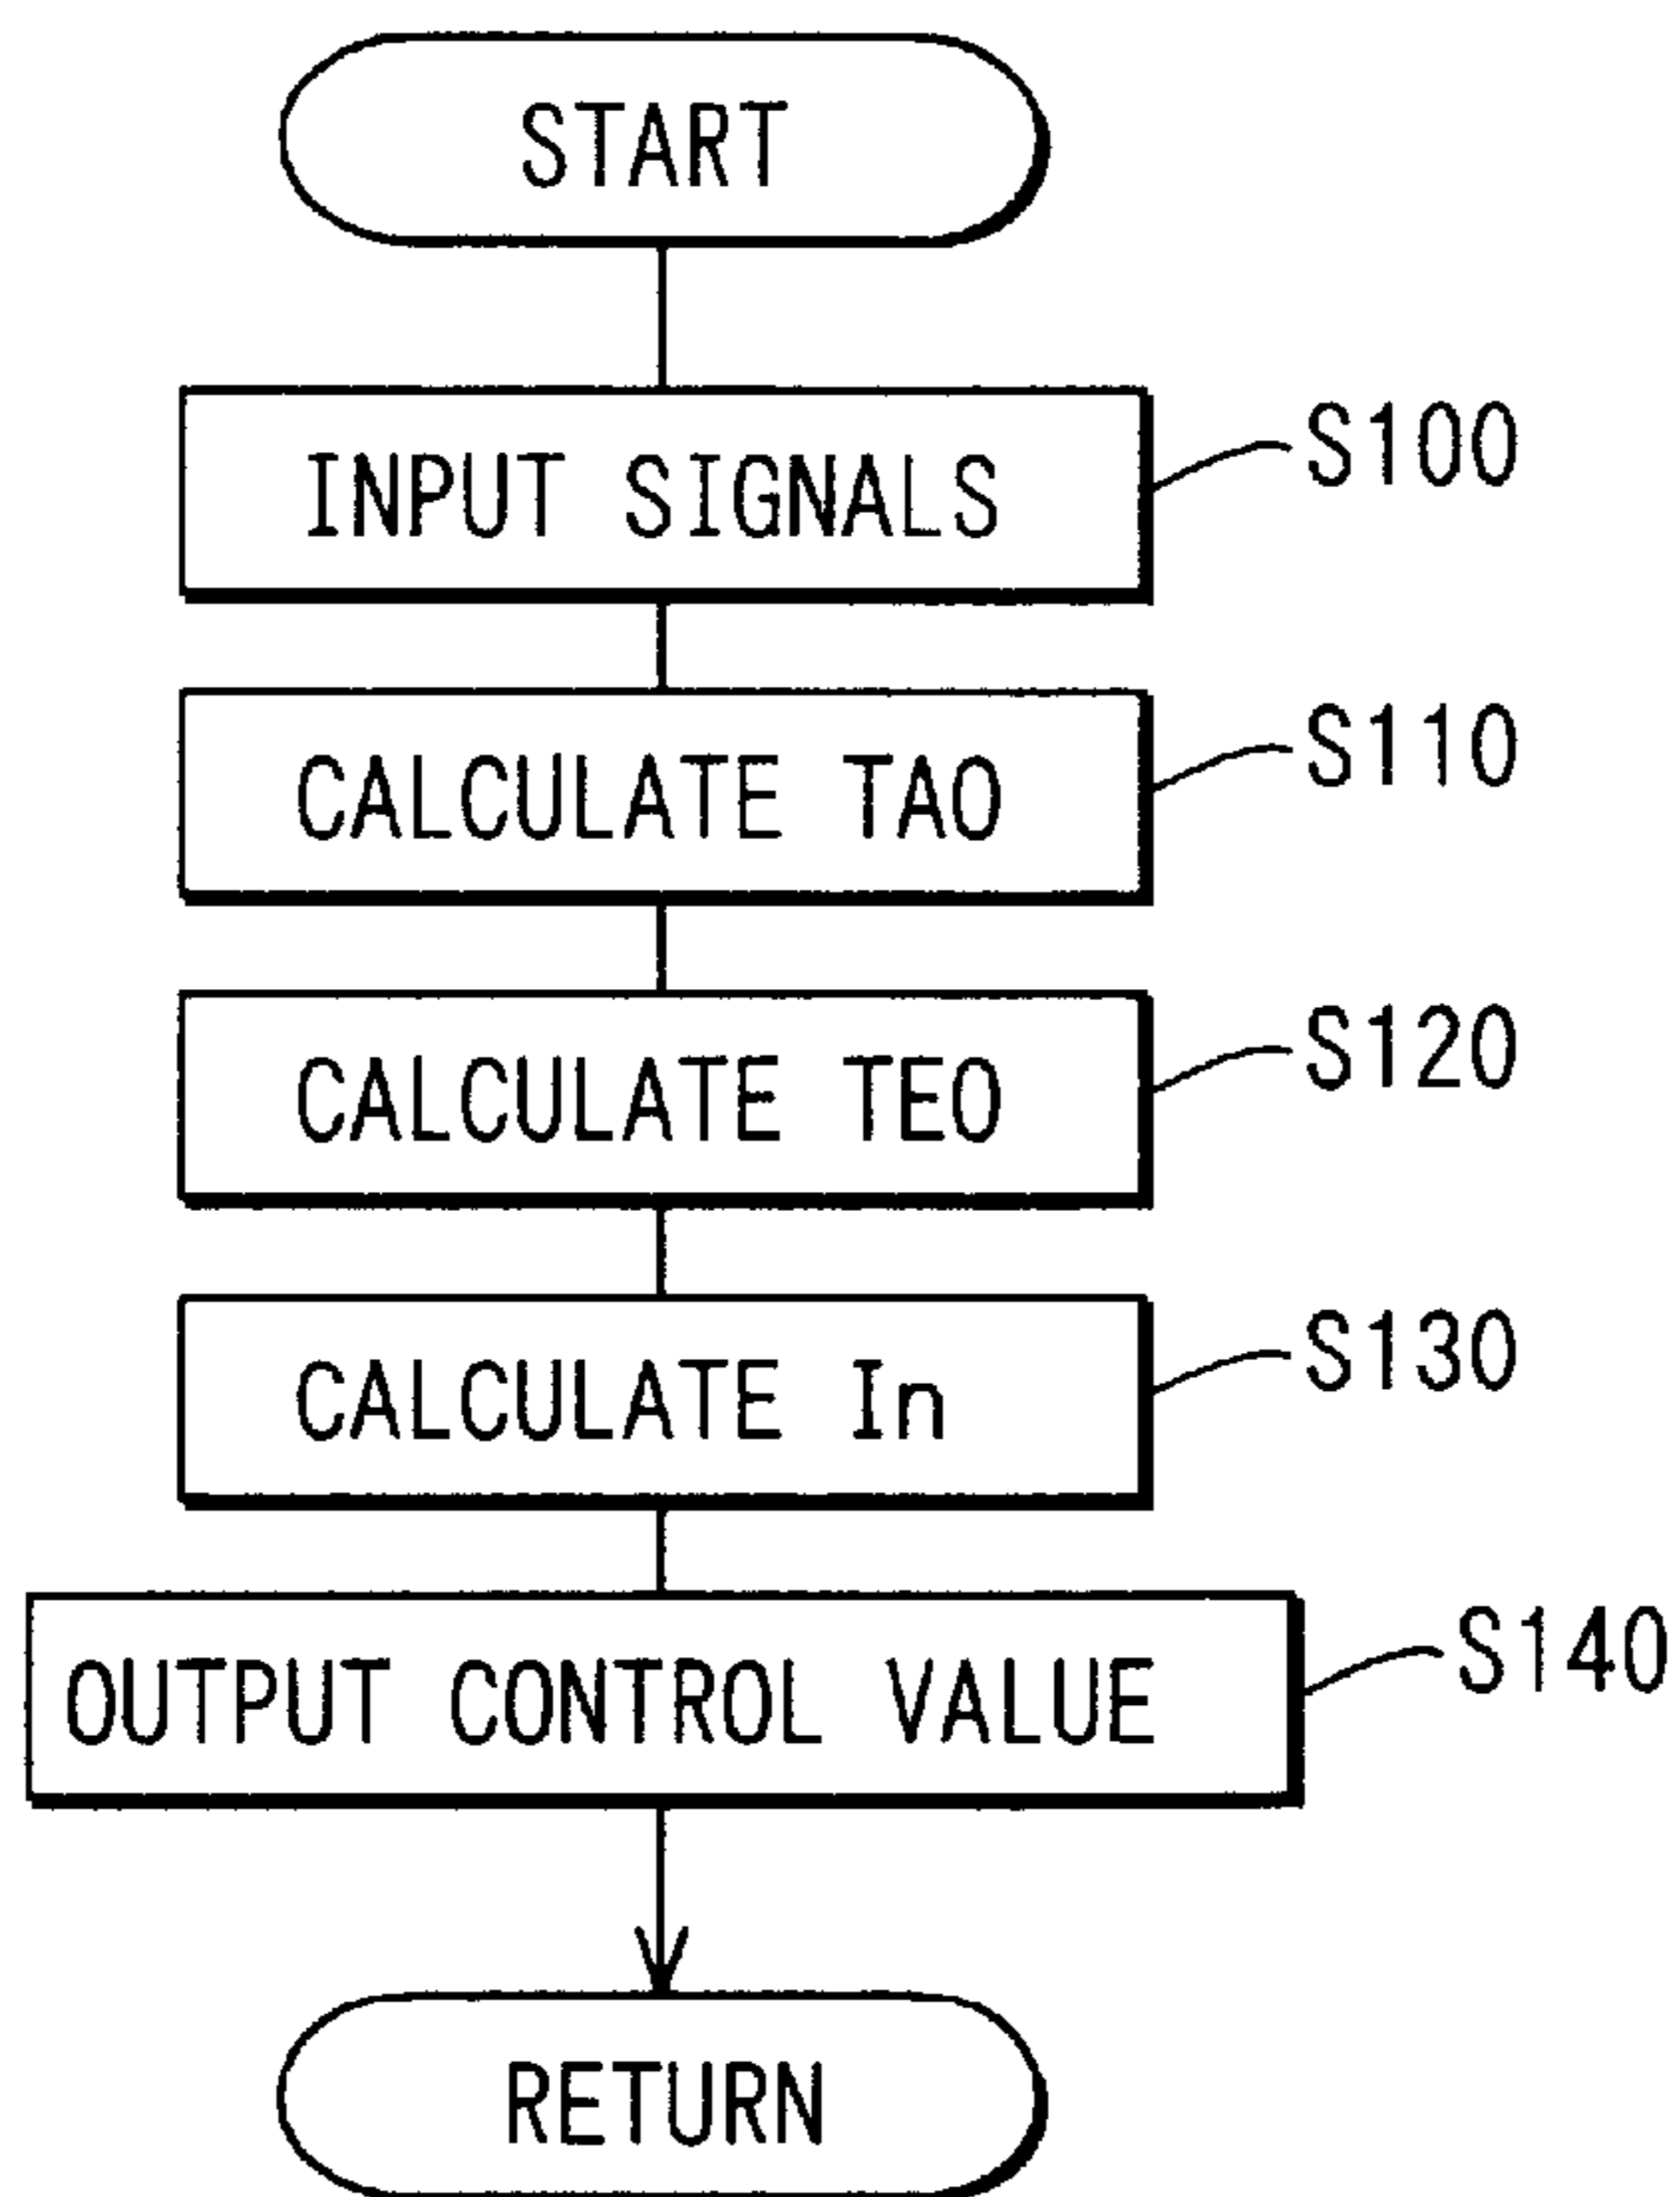 START
INPUT SIGNALS
S100
CALCULATE TAO
S110
CALCULATE TEO
S120
CALCULATE In
S130
OUTPUT CONTROL VALUE
S140
RETURN